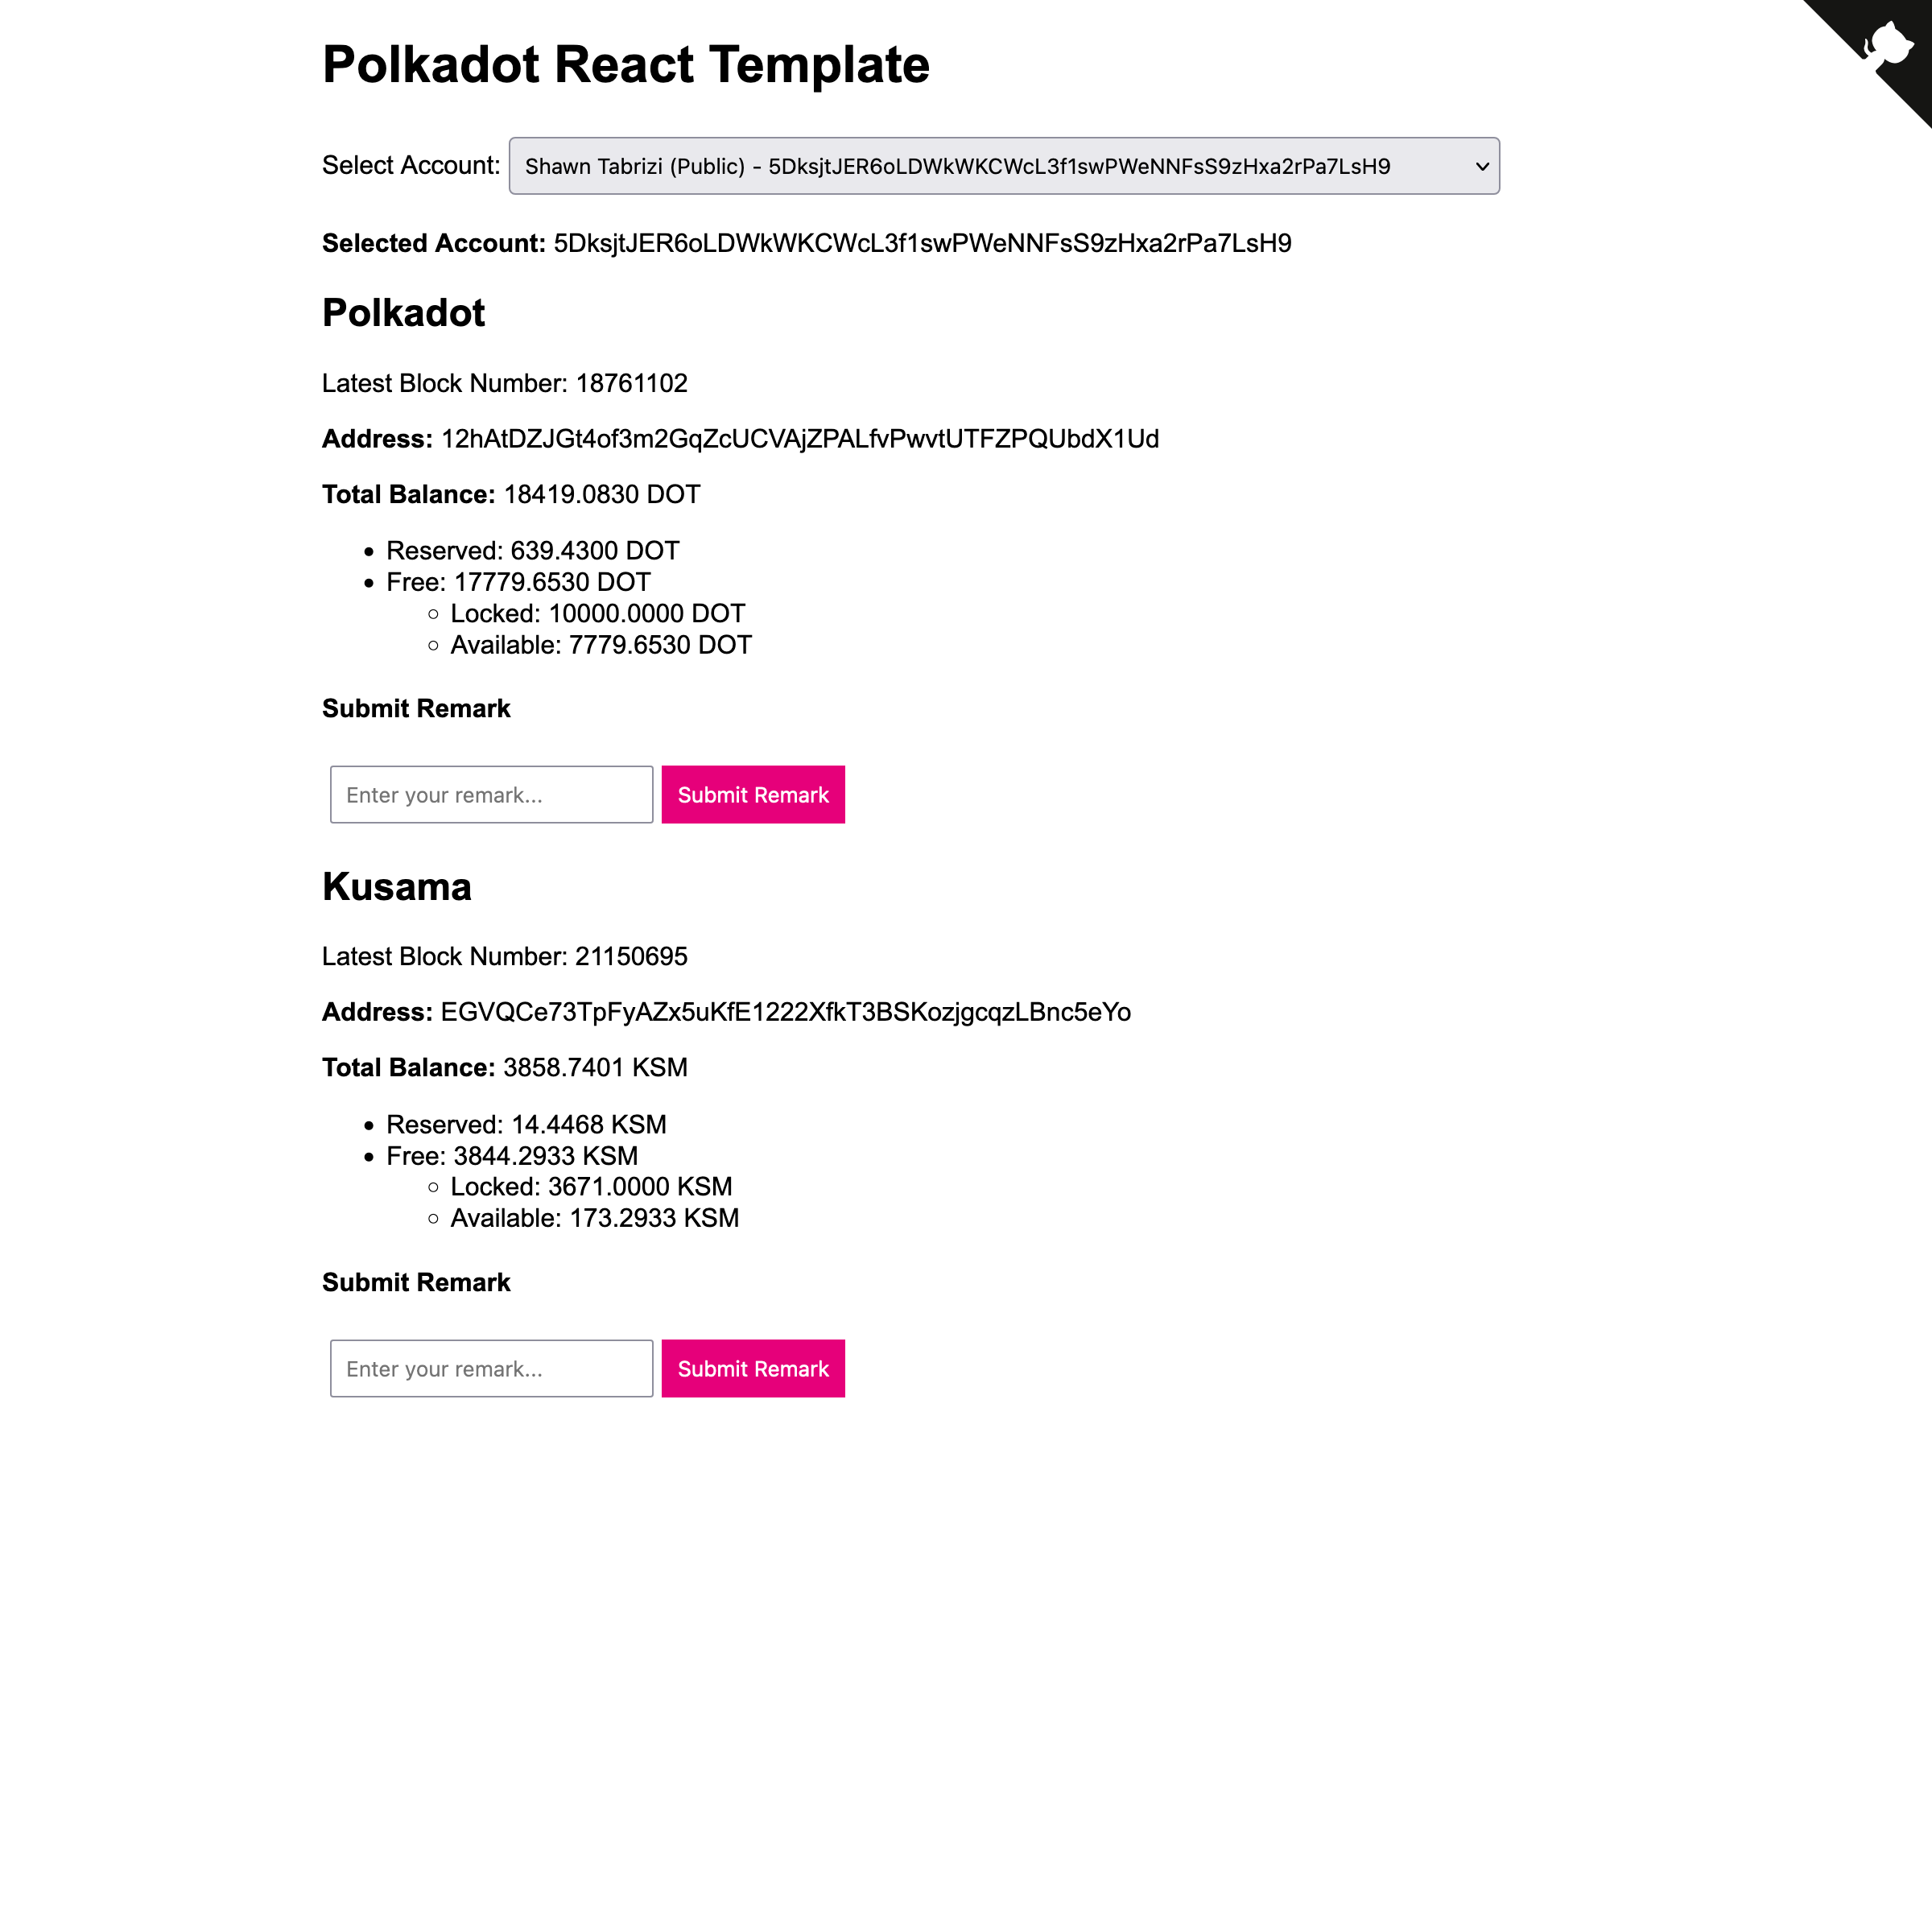 Polkadot React Template
Select Account: Shawn Tabrizi (Public) - 5DksjtJER6oLDWkWKCWcL3f1swPWeNNFsS9zHxa2rPa7LsH9
Selected Account: 5DksjtJER6oLDWkWKCWcL3f1swPWeNNFsS9zHxa2rPa7LsH9
Polkadot
Latest Block Number: 18761102
Address: 12hAtDZJGt4of3m2GqZcUCVAjZPALfvPwvtUTFZPQUbdX1Ud
Total Balance: 18419.0830 DOT
• Reserved: 639.4300 DOT
• Free: 17779.6530 DOT
◦ Locked: 10000.0000 DOT
◦ Available: 7779.6530 DOT
Submit Remark
Enter your remark... Submit Remark
Kusama
Latest Block Number: 21150695
Address: EGVQCe73TpFyAZx5uKfE1222XfkT3BSKozjgcqzLBnc5eYo
Total Balance: 3858.7401 KSM
• Reserved: 14.4468 KSM
• Free: 3844.2933 KSM
◦ Locked: 3671.0000 KSM
◦ Available: 173.2933 KSM
Submit Remark
Enter your remark... Submit Remark